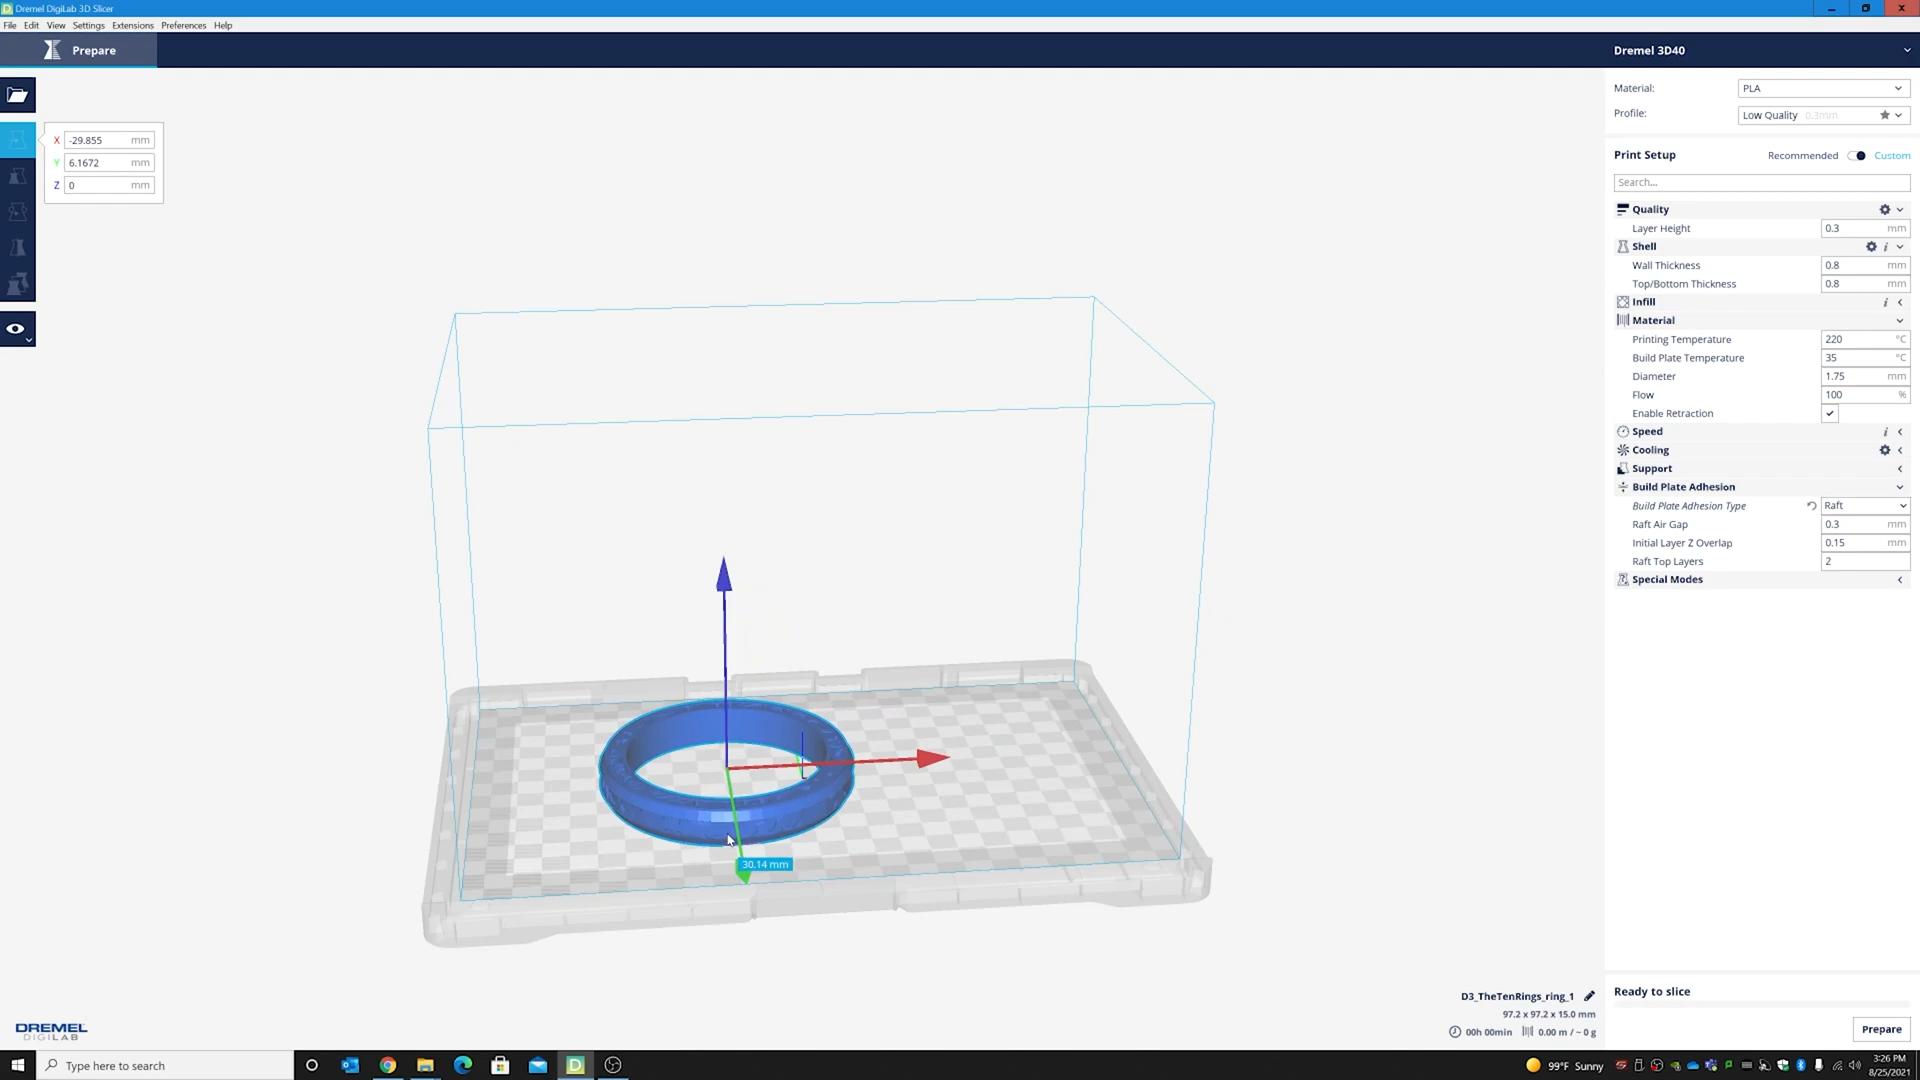 Dremel DigiLab 3D Slicer
File Edit View Settings Extensions Preferences Help
Prepare
Dremel 3D40
Material: PLA
Profile: Low Quality 0.3mm
X -29.855 mm
Y 6.1672 mm
Z 0 mm
Print Setup Recommended Custom
Search...
Quality
Layer Height 0.3 mm
Shell i
Wall Thickness 0.8 mm
Top/Bottom Thickness 0.8 mm
Infill i
Material
Printing Temperature 220 °C
Build Plate Temperature 35 °C
Diameter 1.75 mm
Flow 100 %
Enable Retraction
Speed i
Cooling
Support
Build Plate Adhesion
Build Plate Adhesion Type Raft
Raft Air Gap 0.3 mm
Initial Layer Z Overlap 0.15 mm
Raft Top Layers 2
Special Modes
30.14 mm
D3_TheTenRings_ring_1
97.2 x 97.2 x 15.0 mm
00h 00min 0.00 m / ~ 0 g
Ready to slice
Prepare
DREMEL
DIGILAB
Type here to search
99°F Sunny
3:26 PM
8/25/2021